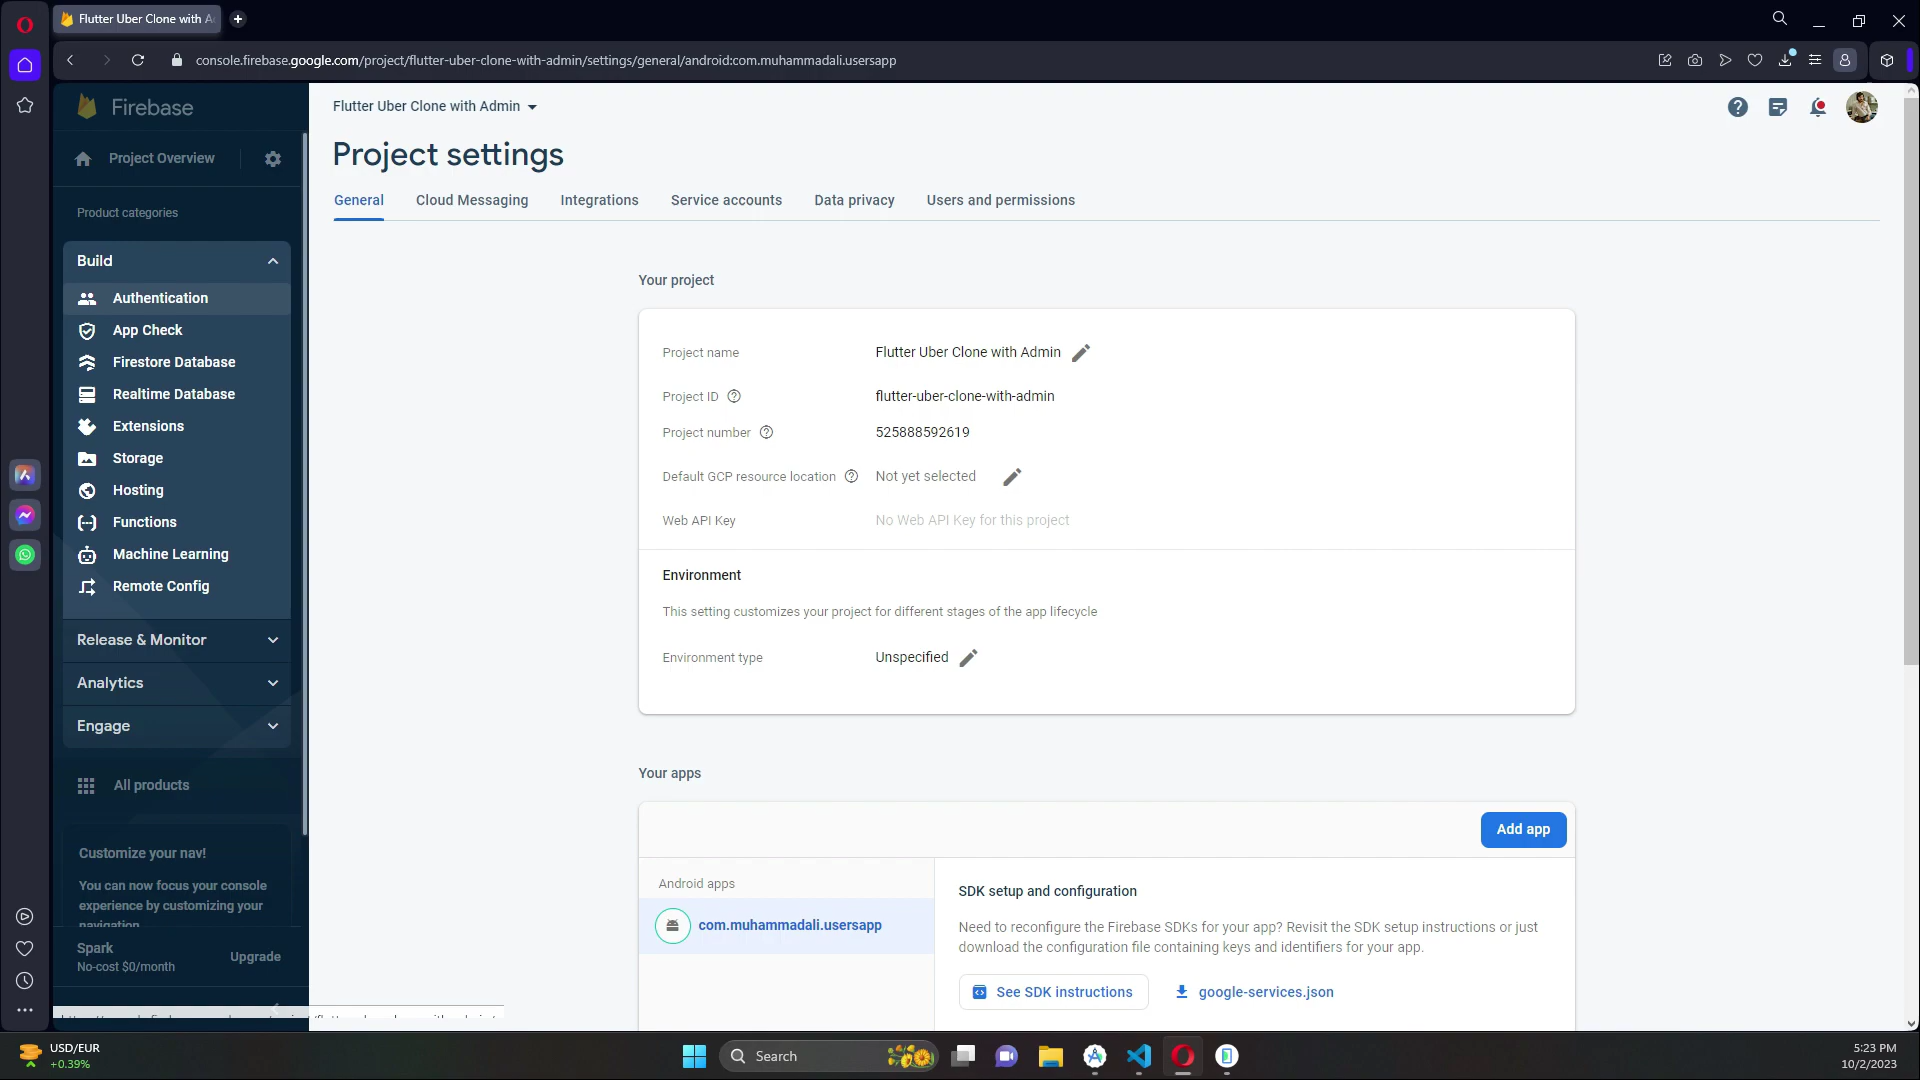 Flutter Uber Clone with A
console.firebase.google.com/project/flutter-uber-clone-with-admin/settings/general/android:com.muhammadali.usersapp
Firebase
Flutter Uber Clone with Admin
Project Overview
Project settings
General
Cloud Messaging
Integrations
Service accounts
Data privacy
Users and permissions
Product categories
Build
Authentication
App Check
Firestore Database
Realtime Database
Extensions
Storage
Hosting
Functions
Machine Learning
Remote Config
Release & Monitor
Analytics
Engage
All products
Customize your nav!
You can now focus your console
experience by customizing your
navigation
Spark
No-cost $0/month
Upgrade
Your project
Project name
Flutter Uber Clone with Admin
Project ID
flutter-uber-clone-with-admin
Project number
525888592619
Default GCP resource location
Not yet selected
Web API Key
No Web API Key for this project
Environment
This setting customizes your project for different stages of the app lifecycle
Environment type
Unspecified
Your apps
Add app
Android apps
com.muhammadali.usersapp
SDK setup and configuration
Need to reconfigure the Firebase SDKs for your app? Revisit the SDK setup instructions or just
download the configuration file containing keys and identifiers for your app.
See SDK instructions
google-services.json
USD/EUR
+0.39%
Search
5:23 PM
10/2/2023